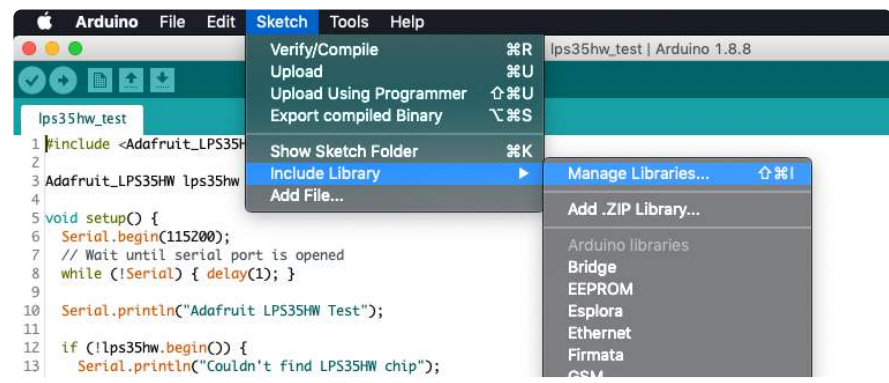 Arduino File Edit Sketch Tools Help
lps35hw_test | Arduino 1.8.8
Verify/Compile ⌘R
Upload ⌘U
Upload Using Programmer ⇧⌘U
Export compiled Binary ⌥⌘S
Show Sketch Folder ⌘K
Include Library ▶
Add File...
Manage Libraries... ⇧⌘I
Add .ZIP Library...
Arduino libraries
Bridge
EEPROM
Esplora
Ethernet
Firmata
GSM
lps35hw_test
1 #include <Adafruit_LPS35H
2
3 Adafruit_LPS35HW lps35hw
4
5 void setup() {
6 Serial.begin(115200);
7 // Wait until serial port is opened
8 while (!Serial) { delay(1); }
9
10 Serial.println("Adafruit LPS35HW Test");
11
12 if (!lps35hw.begin()) {
13 Serial.println("Couldn't find LPS35HW chip");